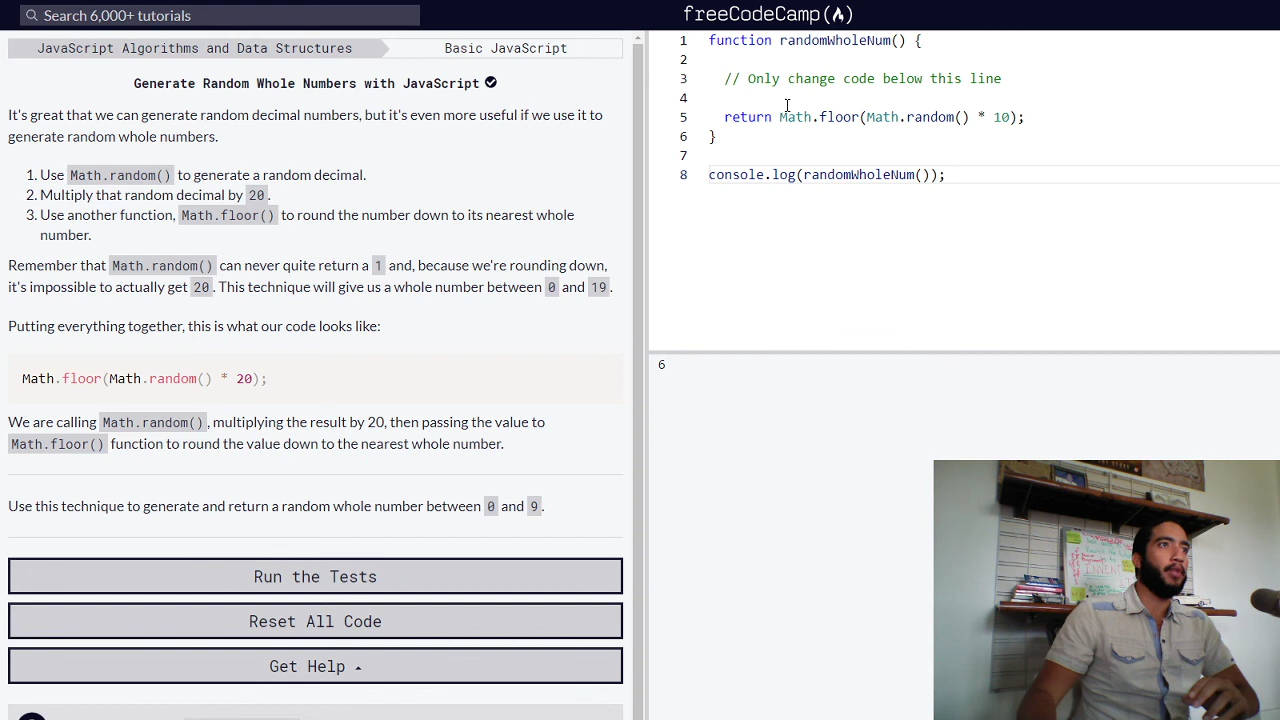 Search 6,000+ tutorials
freeCodeCamp
JavaScript Algorithms and Data Structures
Basic JavaScript
Generate Random Whole Numbers with JavaScript
It's great that we can generate random decimal numbers, but it's even more useful if we use it to
generate random whole numbers.
1. Use Math.random() to generate a random decimal.
2. Multiply that random decimal by 20.
3. Use another function, Math.floor() to round the number down to its nearest whole
number.
Remember that Math.random() can never quite return a 1 and, because we're rounding down,
it's impossible to actually get 20. This technique will give us a whole number between 0 and 19.
Putting everything together, this is what our code looks like:
Math.floor(Math.random() * 20);
We are calling Math.random(), multiplying the result by 20, then passing the value to
Math.floor() function to round the value down to the nearest whole number.
Use this technique to generate and return a random whole number between 0 and 9.
Run the Tests
Reset All Code
Get Help
1 function randomWholeNum() {
2
3 // Only change code below this line
4
5 return Math.floor(Math.random() * 10);
6 }
7
8 console.log(randomWholeNum());
6